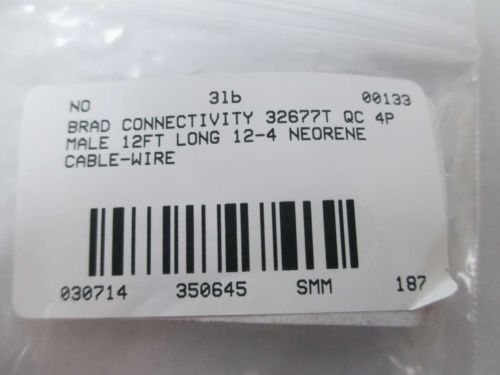 NO 3lb 00133
BRAD CONNECTIVITY 32677T QC 4P
MALE 12FT LONG 12-4 NEORENE
CABLE-WIRE
030714 350645 SMM 187